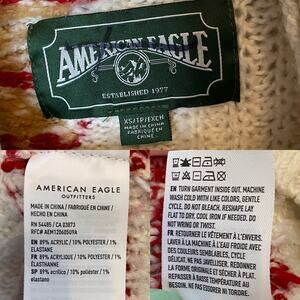 AMERICAN EAGLE
ESTABLISHED 1977
XS/TP/EXCH
MADE IN CHINA
FABRIQUÉ EN
CHINE
AMERICAN EAGLE
OUTFITTERS
MADE IN CHINA / FABRIQUÉ EN CHINE /
HECHO EN CHINA
RN 54485 / CA 03873
EN 89% ACRYLIC / 10% POLYESTER / 1%
ELASTANE
FR 89% ACRYLIQUE / 10% POLYESTER / 1%
ÉLASTHANNE
SP 89% acrílico / 10% poliéster / 1%
elastano
EN TURN GARMENT INSIDE OUT. MACHINE
WASH COLD WITH LIKE COLORS, GENTLE
CYCLE. DO NOT BLEACH. RESHAPE LAY
FLAT TO DRY. COOL IRON IF NEEDED. DO
NOT WRING OR TWIST.
FR RETOURNER LE VÊTEMENT À L'ENVERS.
LAVER À LA MACHINE À L'EAU FROIDE AVEC
DES COULEURS SEMBLABLES, CYCLE
DÉLICAT. NE PAS JAVELLISER. REDONNER
LA FORME ORIGINALE ET SÉCHER À PLAT.
REPASSER À BASSE TEMPÉRATURE AU
BESOIN. NE PAS ESSORER NI TORDRE.